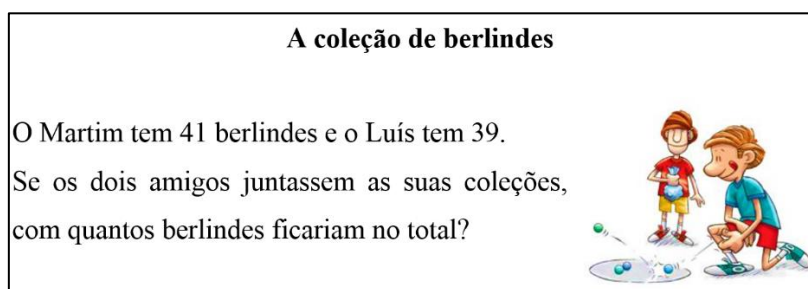 A coleção de berlindes
O Martim tem 41 berlindes e o Luís tem 39.
Se os dois amigos juntassem as suas coleções,
com quantos berlindes ficariam no total?